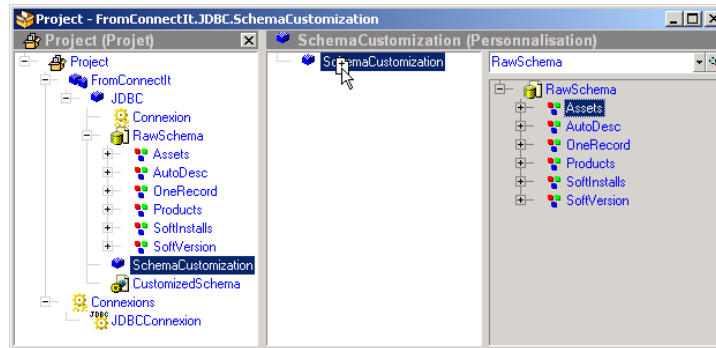 Project - FromConnectIt.JDBC.SchemaCustomization
Project (Projet)
Project
FromConnectIt
JDBC
Connexion
RawSchema
Assets
AutoDesc
OneRecord
Products
SoftInstalls
SoftVersion
SchemaCustomization
CustomizedSchema
Connexions
JDBC
JDBCConnexion
SchemaCustomization (Personnalisation)
SchemaCustomization
RawSchema
RawSchema
Assets
AutoDesc
OneRecord
Products
SoftInstalls
SoftVersion